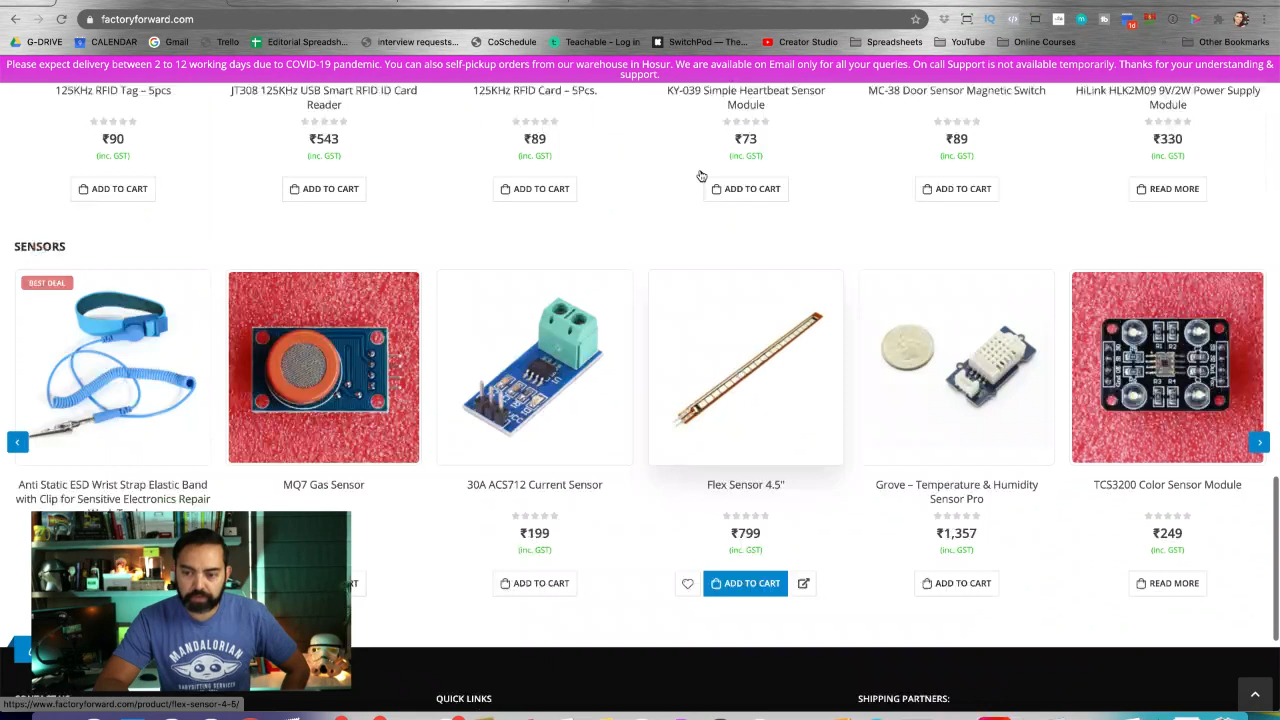 factoryforward.com
G-DRIVE CALENDAR Gmail Trello Editorial Spreadsh... interview requests... CoSchedule Teachable – Log in SwitchPod — The... Creator Studio Spreadsheets YouTube Online Courses Other Bookmarks
Please expect delivery between 2 to 12 working days due to COVID-19 pandemic. You can also self-pickup orders from our warehouse in Hosur. We are available on Email only for all your queries. On call Support is not available temporarily. Thanks for your understanding &
support.
125KHz RFID Tag – 5pcs
₹90
(inc. GST)
ADD TO CART
JT308 125KHz USB Smart RFID ID Card
Reader
₹543
(inc. GST)
ADD TO CART
125KHz RFID Card – 5Pcs.
₹89
(inc. GST)
ADD TO CART
KY-039 Simple Heartbeat Sensor
Module
₹73
(inc. GST)
ADD TO CART
MC-38 Door Sensor Magnetic Switch
₹89
(inc. GST)
ADD TO CART
HiLink HLK2M09 9V/2W Power Supply
Module
₹330
(inc. GST)
READ MORE
SENSORS
BEST DEAL
Anti Static ESD Wrist Strap Elastic Band
with Clip for Sensitive Electronics Repair
MQ7 Gas Sensor
30A ACS712 Current Sensor
₹199
(inc. GST)
ADD TO CART
Flex Sensor 4.5"
₹799
(inc. GST)
ADD TO CART
Grove – Temperature & Humidity
Sensor Pro
₹1,357
(inc. GST)
ADD TO CART
TCS3200 Color Sensor Module
₹249
(inc. GST)
READ MORE
MANDALORIAN
BABYSITTING SERVICES
QUICK LINKS
SHIPPING PARTNERS:
https://www.factoryforward.com/product/flex-sensor-4-5/